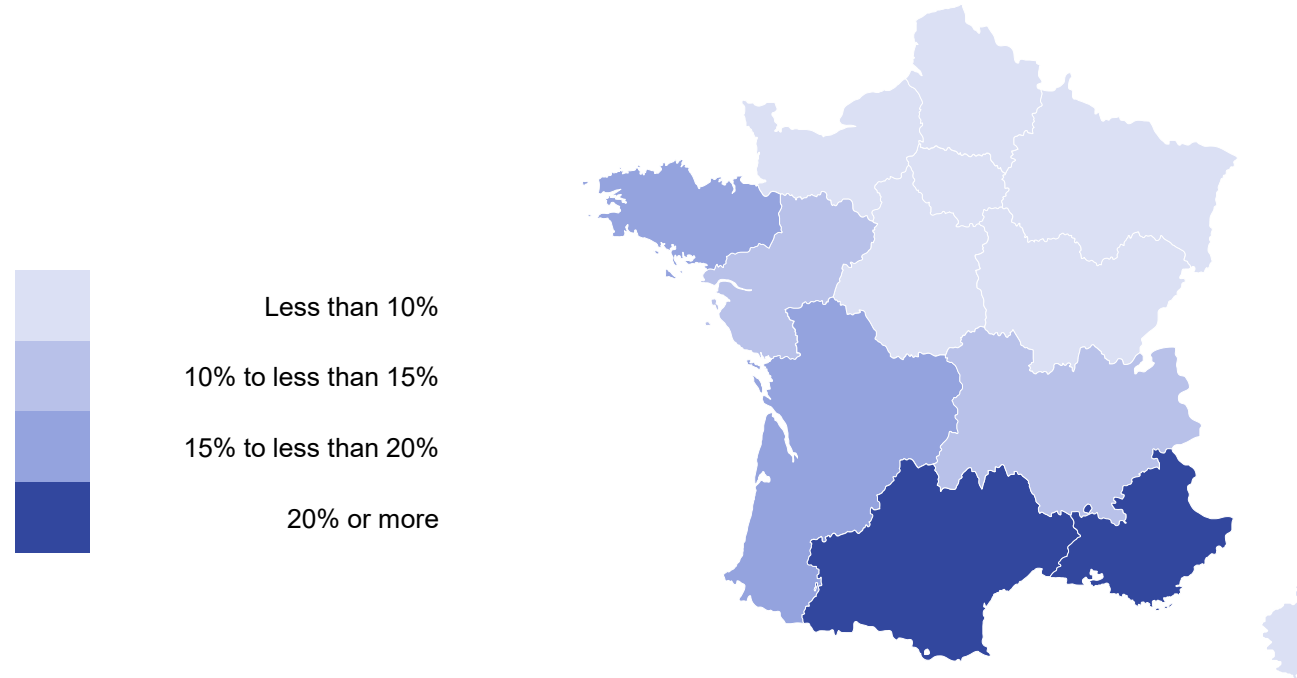 Less than 10%
10% to less than 15%
15% to less than 20%
20% or more